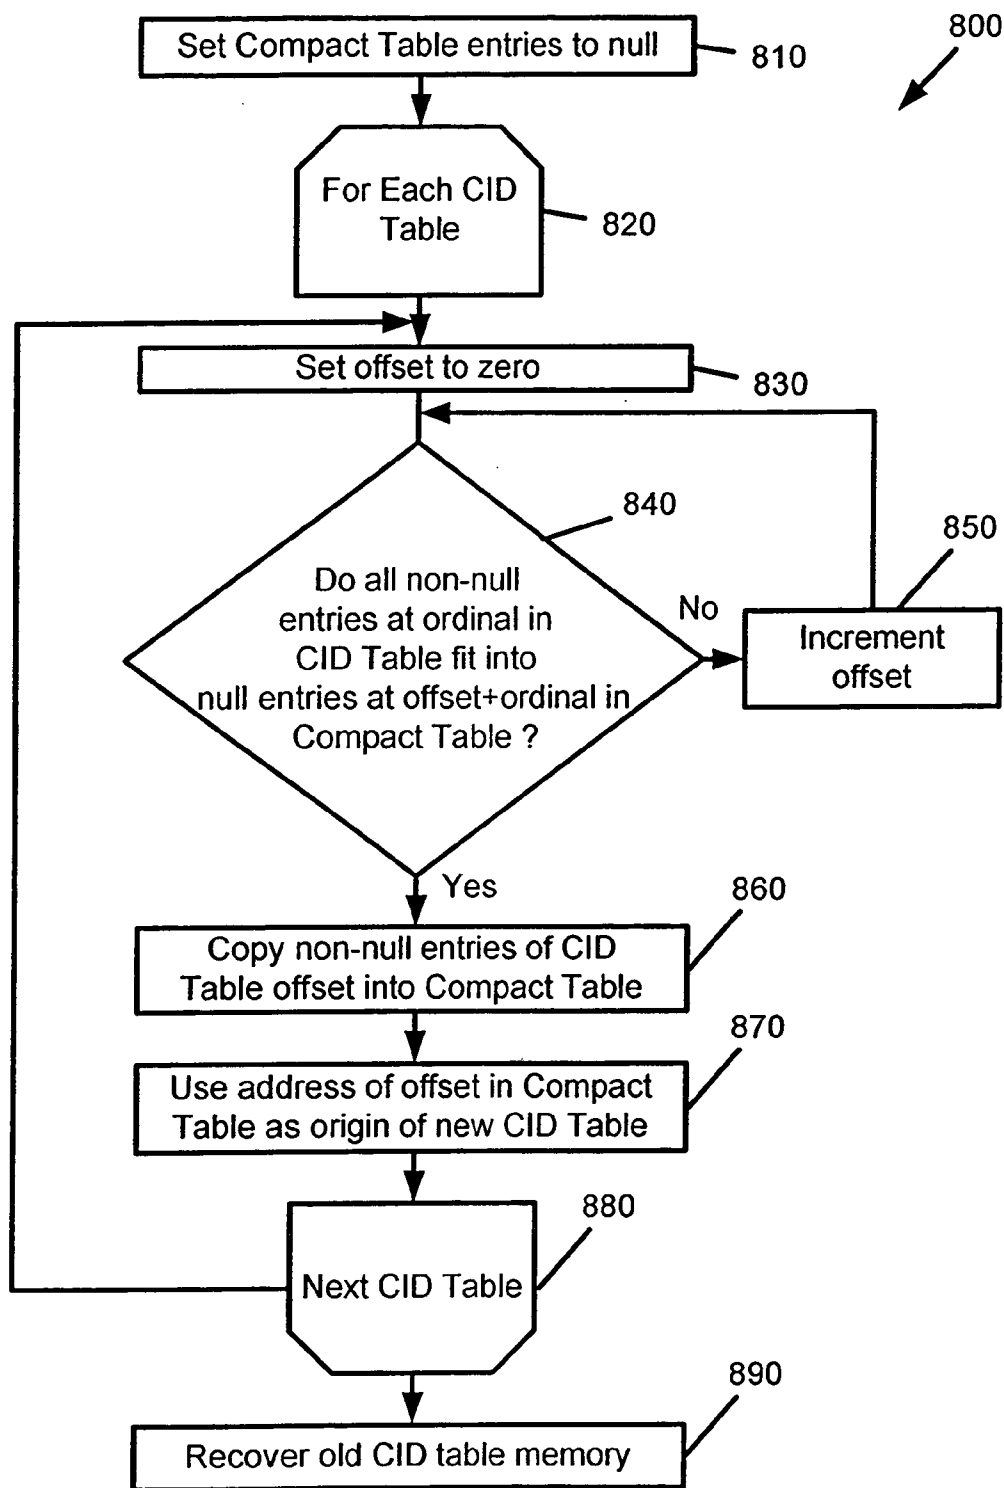 800
Set Compact Table entries to null
810
For Each CID
Table
820
Set offset to zero
830
840
Do all non-null
entries at ordinal in
CID Table fit into
null entries at offset+ordinal in
Compact Table ?
No
850
Increment
offset
Yes
860
Copy non-null entries of CID
Table offset into Compact Table
870
Use address of offset in Compact
Table as origin of new CID Table
880
Next CID Table
890
Recover old CID table memory